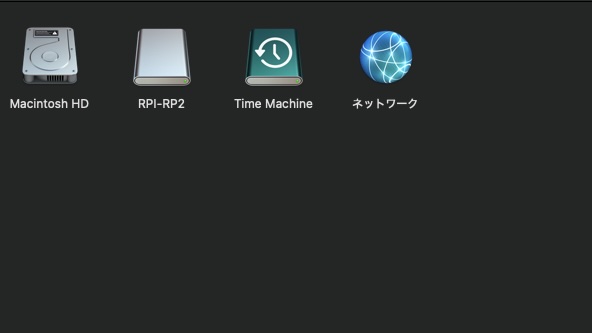 Macintosh HD
RPI-RP2
Time Machine
ネットワーク